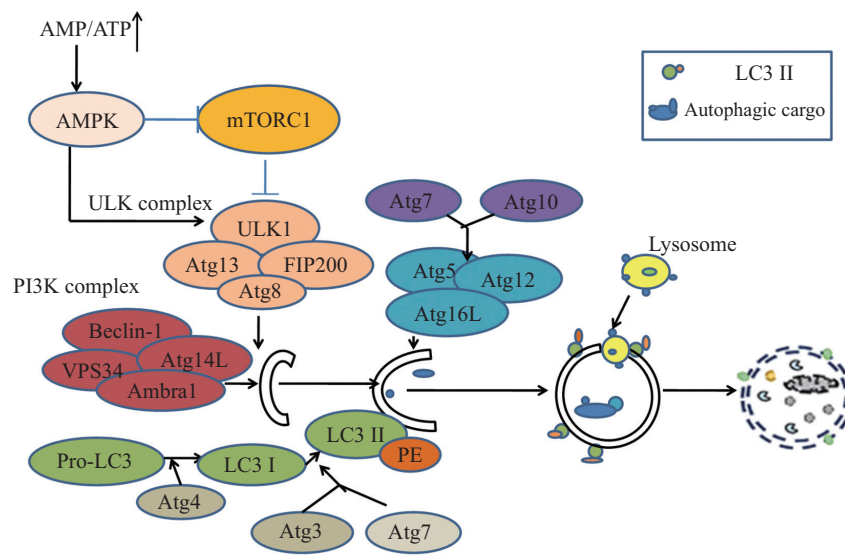 AMP/ATP
LC3 II
Autophagic cargo
AMPK
mTORC1
ULK complex
Atg7
Atg10
ULK1
Atg13
FIP200
Atg8
Atg5
Atg12
Atg16L
Lysosome
PI3K complex
Beclin-1
VPS34
Atg14L
Ambra1
LC3 II
PE
Pro-LC3
LC3 I
Atg4
Atg3
Atg7